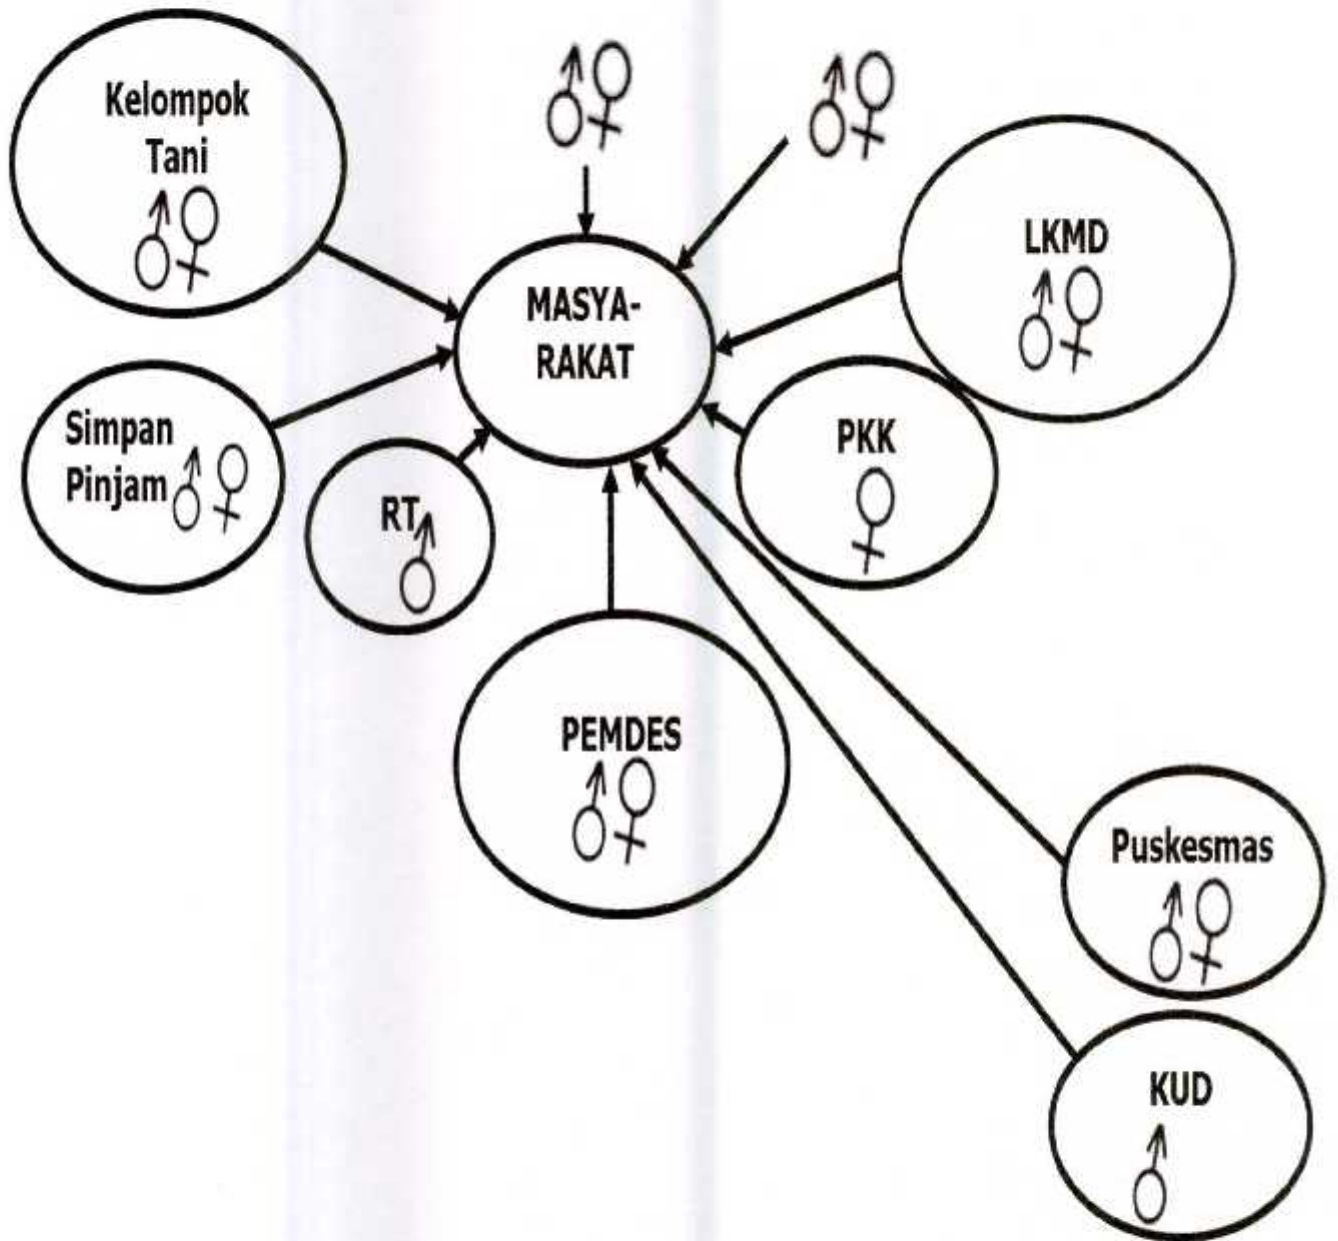 Kelompok
Tani
LKMD
MASYA-
RAKAT
Simpan
Pinjam
PKK
RT
PEMDES
Puskesmas
KUD